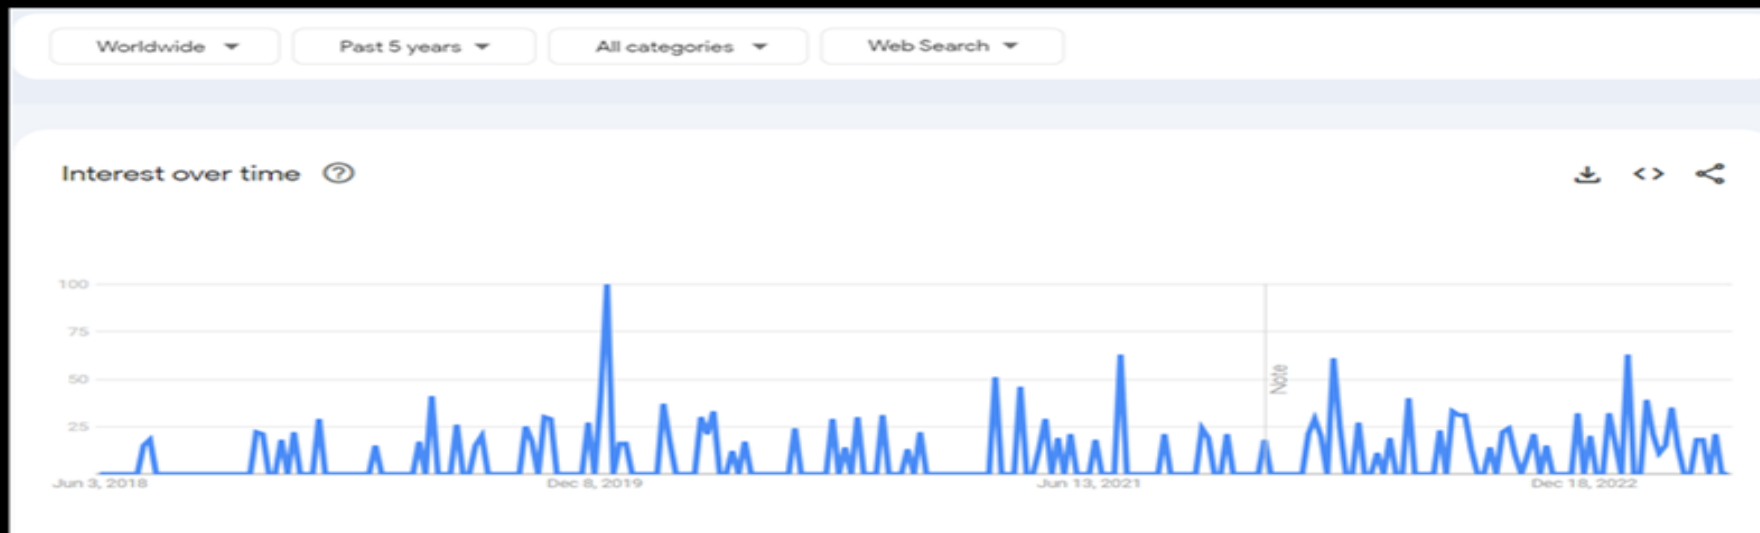 Worldwide Past 5 years All categories Web Search
Interest over time ?
100
75
50
25
Note
Jun 3, 2018 Dec 8, 2019 Jun 13, 2021 Dec 18, 2022